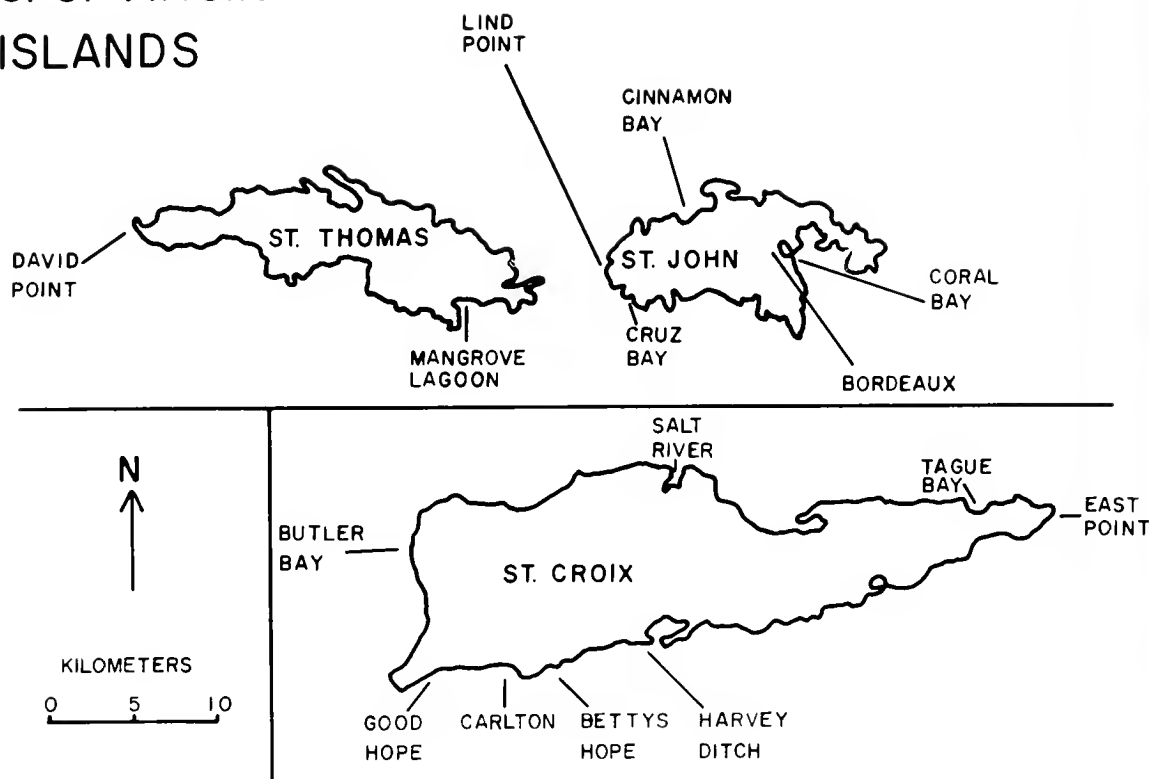 ISLANDS
LIND
POINT
CINNAMON
BAY
ST. THOMAS
ST. JOHN
DAVID
POINT
CORAL
BAY
MANGROVE
LAGOON
CRUZ
BAY
BORDEAUX
SALT
RIVER
TAGUE
BAY
N
EAST
POINT
BUTLER
BAY
ST. CROIX
KILOMETERS
0 5 10
GOOD
HOPE
CARLTON
BETTYS
HOPE
HARVEY
DITCH